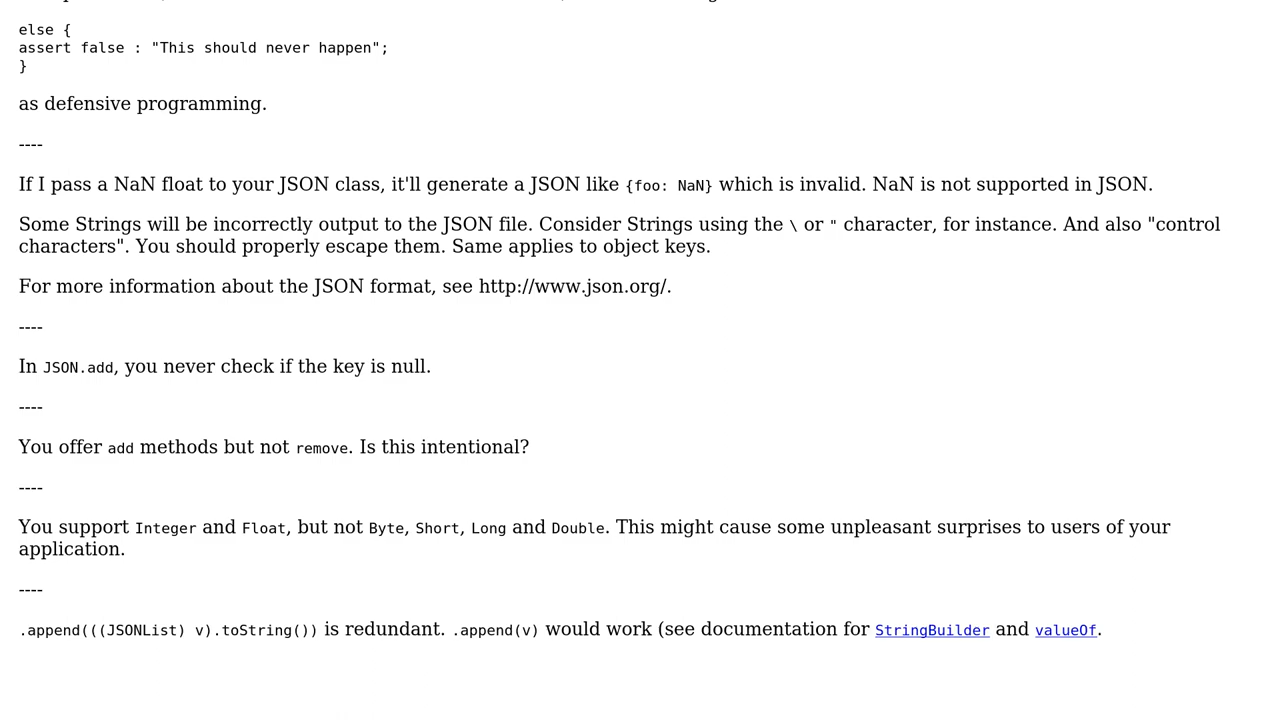 else {
assert false : "This should never happen";
}
as defensive programming.
----
If I pass a NaN float to your JSON class, it'll generate a JSON like {foo: NaN} which is invalid. NaN is not supported in JSON.
Some Strings will be incorrectly output to the JSON file. Consider Strings using the \ or " character, for instance. And also "control
characters". You should properly escape them. Same applies to object keys.
For more information about the JSON format, see http://www.json.org/.
----
In JSON.add, you never check if the key is null.
----
You offer add methods but not remove. Is this intentional?
----
You support Integer and Float, but not Byte, Short, Long and Double. This might cause some unpleasant surprises to users of your
application.
----
.append(((JSONList) v).toString()) is redundant. .append(v) would work (see documentation for StringBuilder and valueOf.